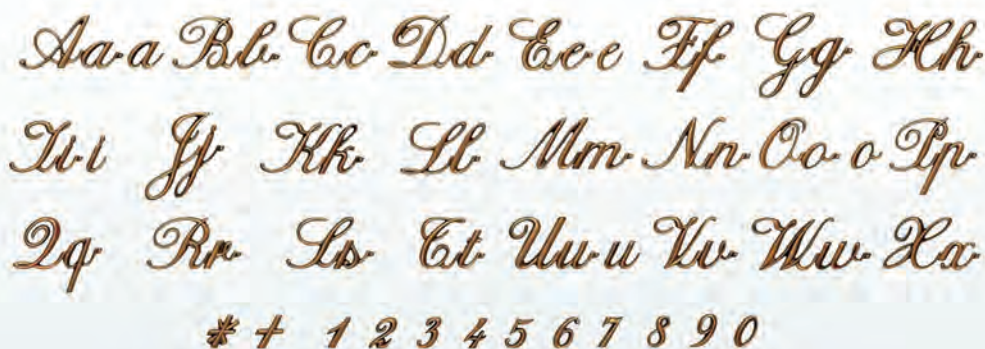 Aa a Bb Cc Dd Ee e Ff Gg Hh
Ii i Jj Kk Ll Mm Nn Oo o Pp
Qq Rr Ss Tt Uu u Vv Ww Xx
* † 1 2 3 4 5 6 7 8 9 0